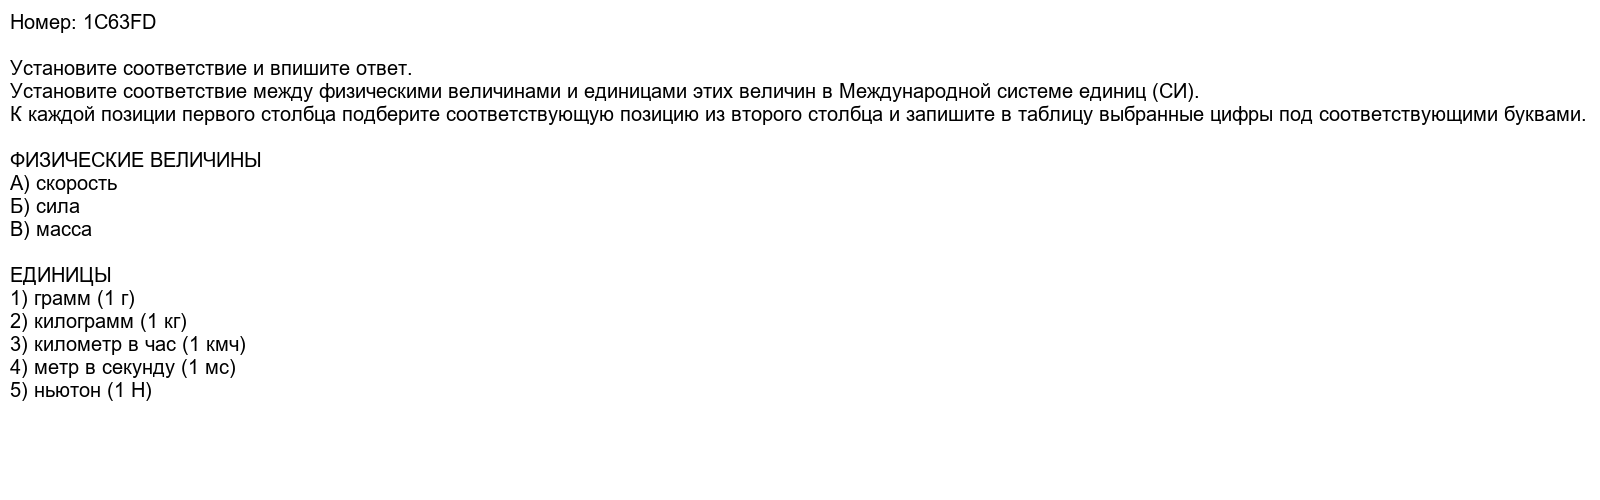 Номер: 1C63FD
Установите соответствие и впишите ответ.
Установите соответствие между физическими величинами и единицами этих величин в Международной системе единиц (СИ).
К каждой позиции первого столбца подберите соответствующую позицию из второго столбца и запишите в таблицу выбранные цифры под соответствующими буквами.
ФИЗИЧЕСКИЕ ВЕЛИЧИНЫ
А) скорость
Б) сила
В) масса
ЕДИНИЦЫ
1) грамм (1 г)
2) килограмм (1 кг)
3) километр в час (1 кмч)
4) метр в секунду (1 мс)
5) ньютон (1 Н)